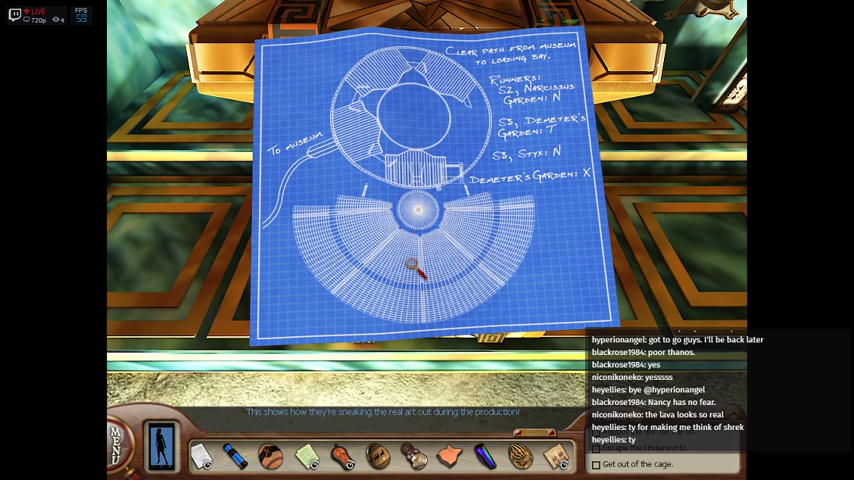 LIVE
720p
4
FPS
58
CLEAR PATH FROM MUSEUM
TO LOADING BAY.
RUNNERS:
S2, NARCISSUS
GARDEN: N
S3, DEMETER'S
GARDEN: T
S3, STYX: N
DEMETER'S GARDEN: X
TO MUSEUM
hyperionangel: got to go guys. I'll be back later
blackrose1984: poor thanos.
blackrose1984: yes
niconikoneko: yesssss
heyellies: bye @hyperionangel
blackrose1984: Nancy has no fear.
niconikoneko: the lava looks so real
heyellies: ty for making me think of shrek
heyellies: ty
This shows how they're sneaking the real art out during the production!
MENU
Escape the Underworld.
Get out of the cage.